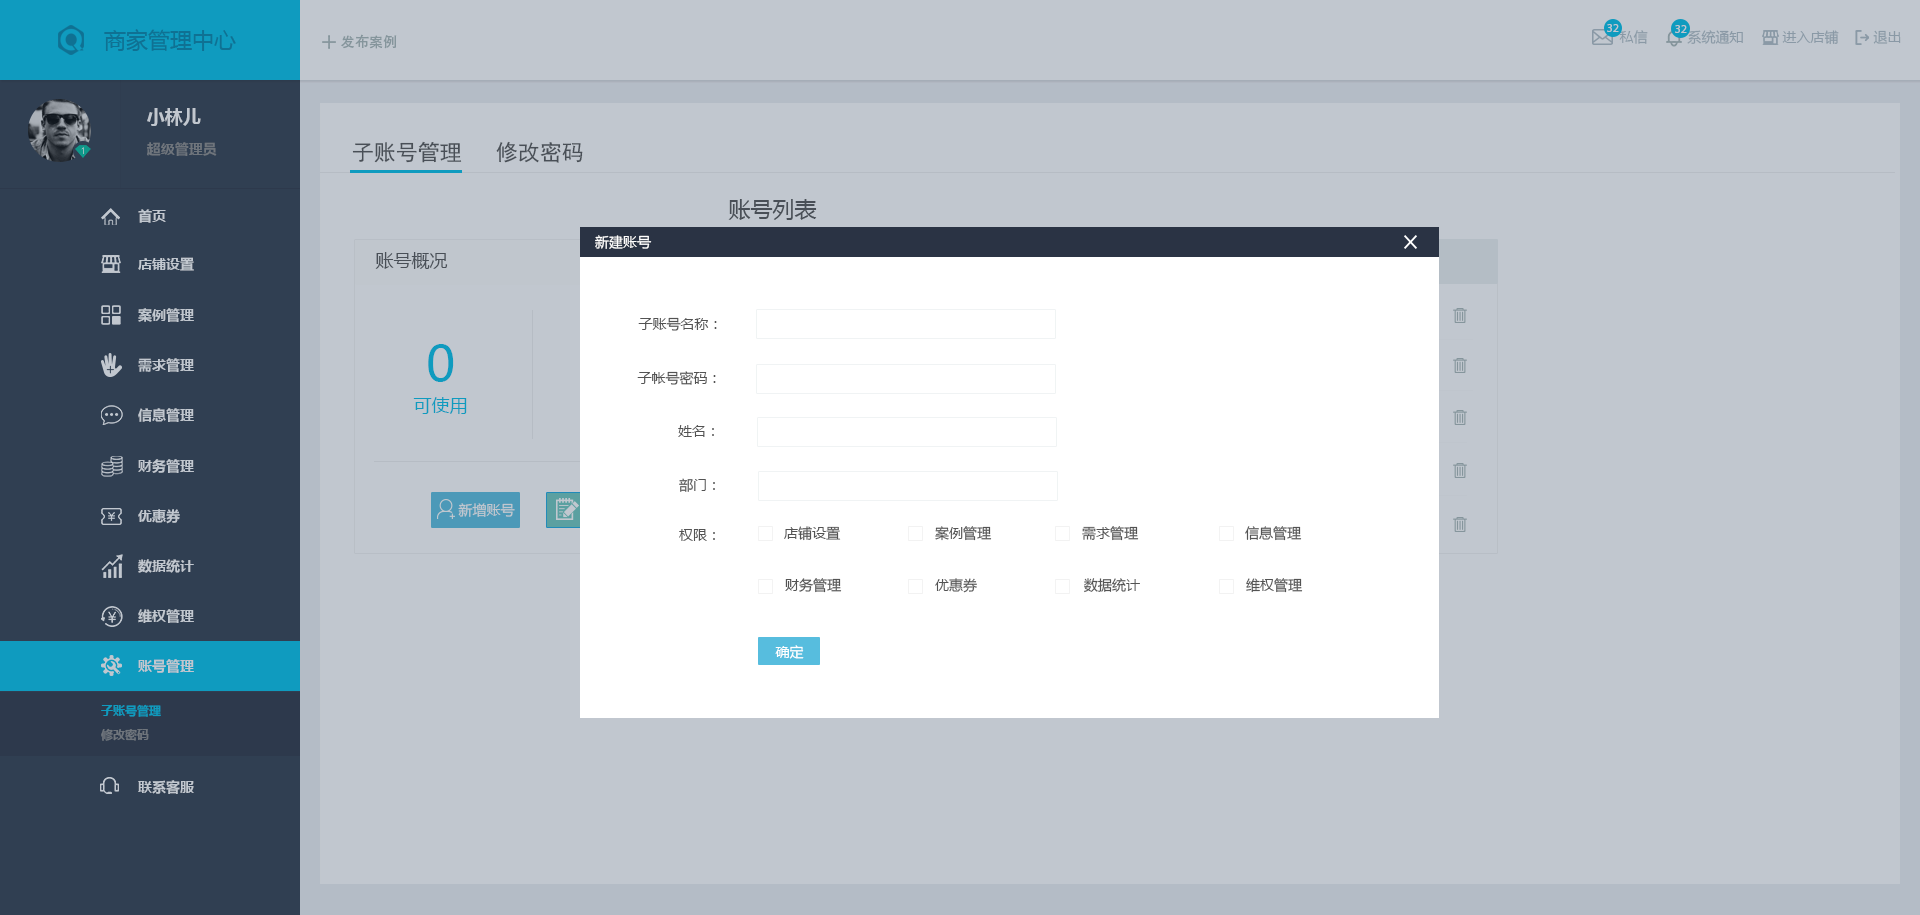 商家管理中心
发布案例
32
私信
32
系统通知
进入店铺
退出
小林儿
超级管理员
1
首页
店铺设置
案例管理
需求管理
信息管理
财务管理
优惠券
数据统计
维权管理
账号管理
子账号管理
修改密码
联系客服
子账号管理
修改密码
账号列表
账号概况
0
可使用
新增账号
新建账号
子账号名称：
子帐号密码：
姓名：
部门：
权限：
店铺设置
案例管理
需求管理
信息管理
财务管理
优惠券
数据统计
维权管理
确定